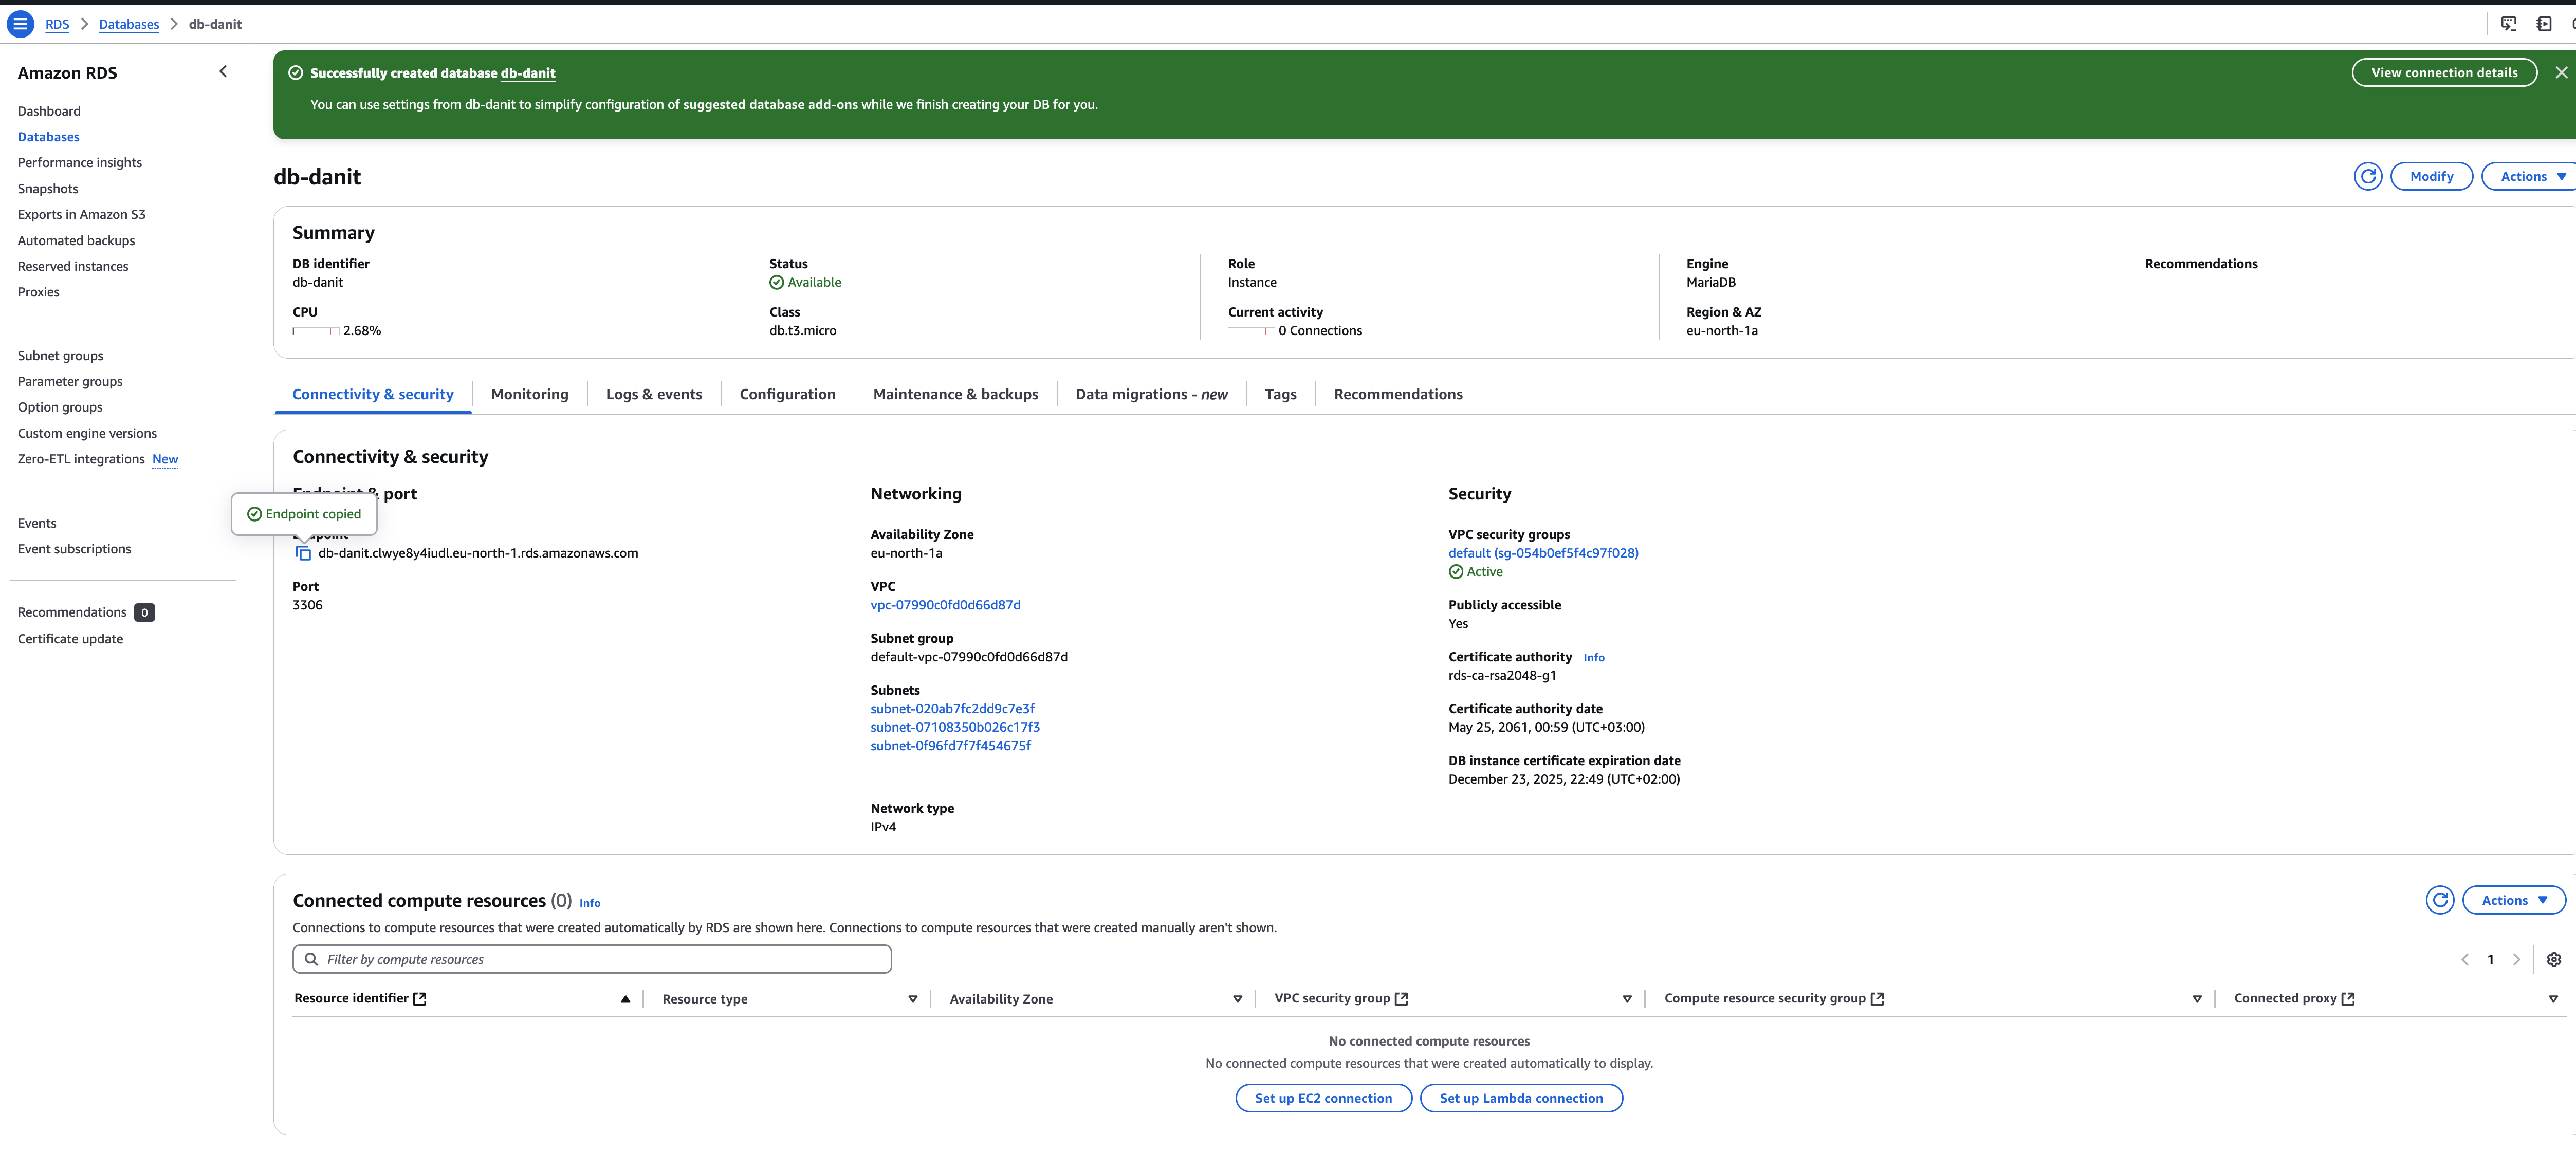 RDS > Databases > db-danit
Amazon RDS
Dashboard
Databases
Performance insights
Snapshots
Exports in Amazon S3
Automated backups
Reserved instances
Proxies
Subnet groups
Parameter groups
Option groups
Custom engine versions
Zero-ETL integrations New
Events
Event subscriptions
Recommendations 0
Certificate update
Successfully created database db-danit
View connection details
You can use settings from db-danit to simplify configuration of suggested database add-ons while we finish creating your DB for you.
db-danit
Modify
Actions
Summary
DB identifier
db-danit
CPU
2.68%
Status
Available
Class
db.t3.micro
Role
Instance
Current activity
0 Connections
Engine
MariaDB
Region & AZ
eu-north-1a
Recommendations
Connectivity & security
Monitoring
Logs & events
Configuration
Maintenance & backups
Data migrations - new
Tags
Recommendations
Connectivity & security
Endpoint & port
Endpoint copied
Endpoint
db-danit.clwye8y4iudl.eu-north-1.rds.amazonaws.com
Port
3306
Networking
Availability Zone
eu-north-1a
VPC
vpc-07990c0fd0d66d87d
Subnet group
default-vpc-07990c0fd0d66d87d
Subnets
subnet-020ab7fc2dd9c7e3f
subnet-07108350b026c17f3
subnet-0f96fd7f7f454675f
Network type
IPv4
Security
VPC security groups
default (sg-054b0ef5f4c97f028)
Active
Publicly accessible
Yes
Certificate authority Info
rds-ca-rsa2048-g1
Certificate authority date
May 25, 2061, 00:59 (UTC+03:00)
DB instance certificate expiration date
December 23, 2025, 22:49 (UTC+02:00)
Connected compute resources (0) Info
Actions
Connections to compute resources that were created automatically by RDS are shown here. Connections to compute resources that were created manually aren't shown.
Filter by compute resources
1
Resource identifier
Resource type
Availability Zone
VPC security group
Compute resource security group
Connected proxy
No connected compute resources
No connected compute resources that were created automatically to display.
Set up EC2 connection
Set up Lambda connection